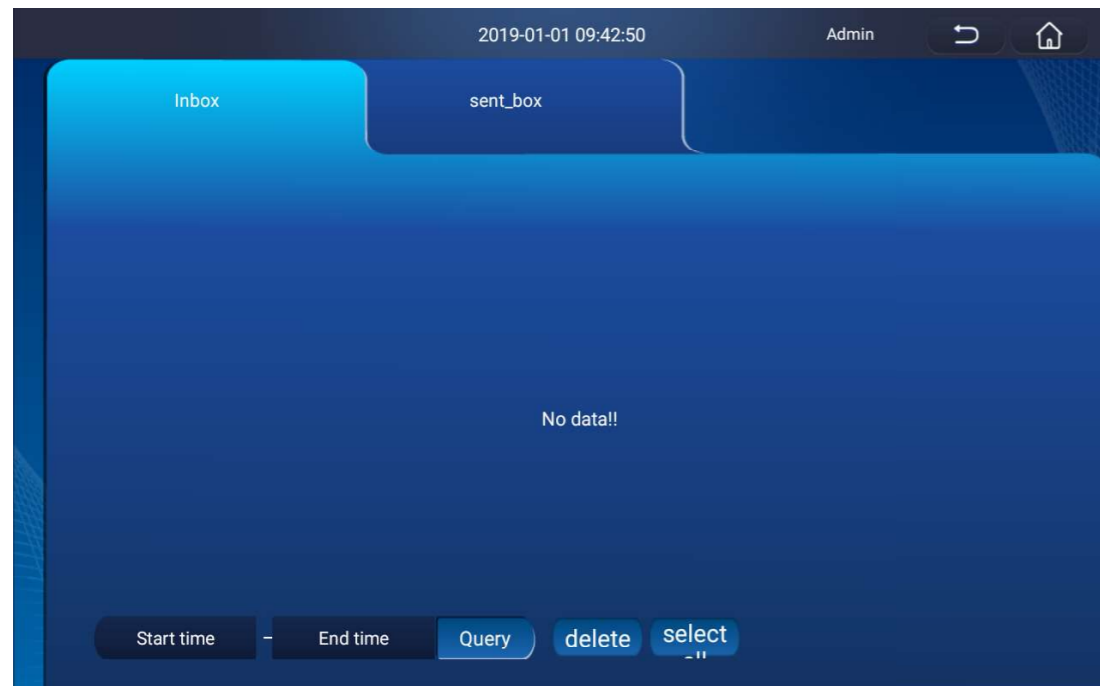 2019-01-01 09:42:50 Admin
Inbox sent_box
No data!!
Start time - End time Query delete select